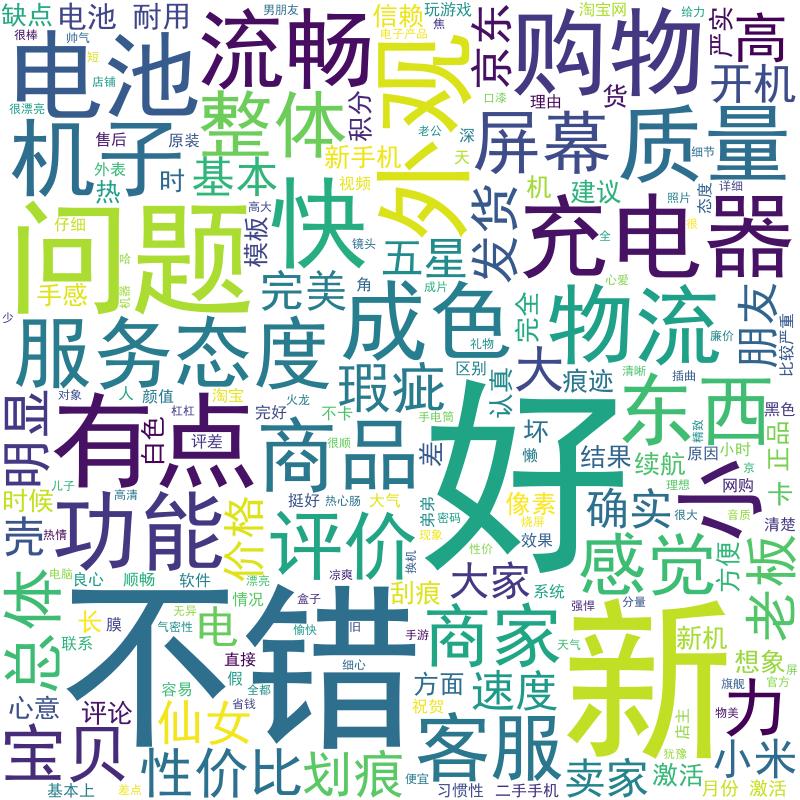 缺点
电池
耐用
男朋友
信赖
玩游戏
淘宝网
给力
很棒
帅气
短
电子产品
焦
京东
严实
高
流畅
外观
购物
电池
店铺
口漆
理由
货
开机
很漂亮
整体
积分
老公
深
屏幕
质量
机子
售后
原装
新手机
天
细节
外表
热
时
基本
视频
机
建议
态度
详细
照片
很
仔细
高大
模板
发货
充电器
问题
快
镜头
全
哈
五星
手感
完美
角
成片
心爱
少
服务态度
成色
礼物
完全
物流
廉价
朋友
比较严重
区别
清晰
插曲
对象
人
颜值
淘宝
火龙
瑕疵
认真
大
痕迹
东西
黑色
明显
有点
白色
杠杠
评差
完好
不卡
手电筒
好
精致
很顺
商品
差
坏
懒
结果
续航
原因
小时
京
正品
儿子
高清
挺好
热心肠
大气
弟弟
密码
像素
理想
网购
卡
时候
壳
功能
价格
现象
烧屏
确实
很大
音质
小
清楚
热情
评价
换机
效果
性价
感觉
方便
老板
电脑
良心
顺畅
软件
漂亮
凉爽
大家
系统
总体
情况
盒子
刮痕
强悍
分量
无异
长
膜
电
愉快
旧
手游
商家
天气
新机
联系
气密性
不错
新
直接
细心
想象
屏
容易
假
全都
方面
速度
官方
心意
评论
仙女
省钱
祝贺
旗舰
力
物美
店主
宝贝
客服
犹豫
小米
性价比
划痕
卖家
激活
基本上
差点
便宜
习惯性
二手手机
月份
激活